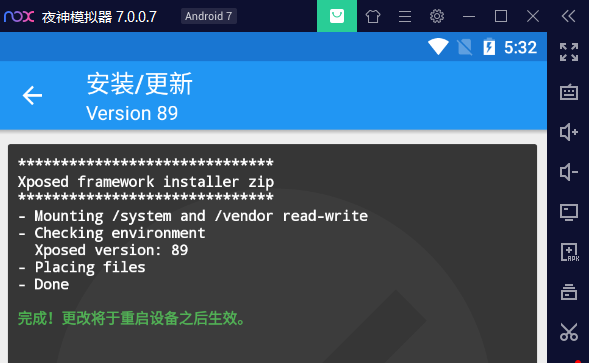 nox 夜神模拟器 7.0.0.7 Android 7
5:32
安装/更新
Version 89
******************************
Xposed framework installer zip
******************************
- Mounting /system and /vendor read-write
- Checking environment
Xposed version: 89
- Placing files
- Done
完成！更改将于重启设备之后生效。
APK